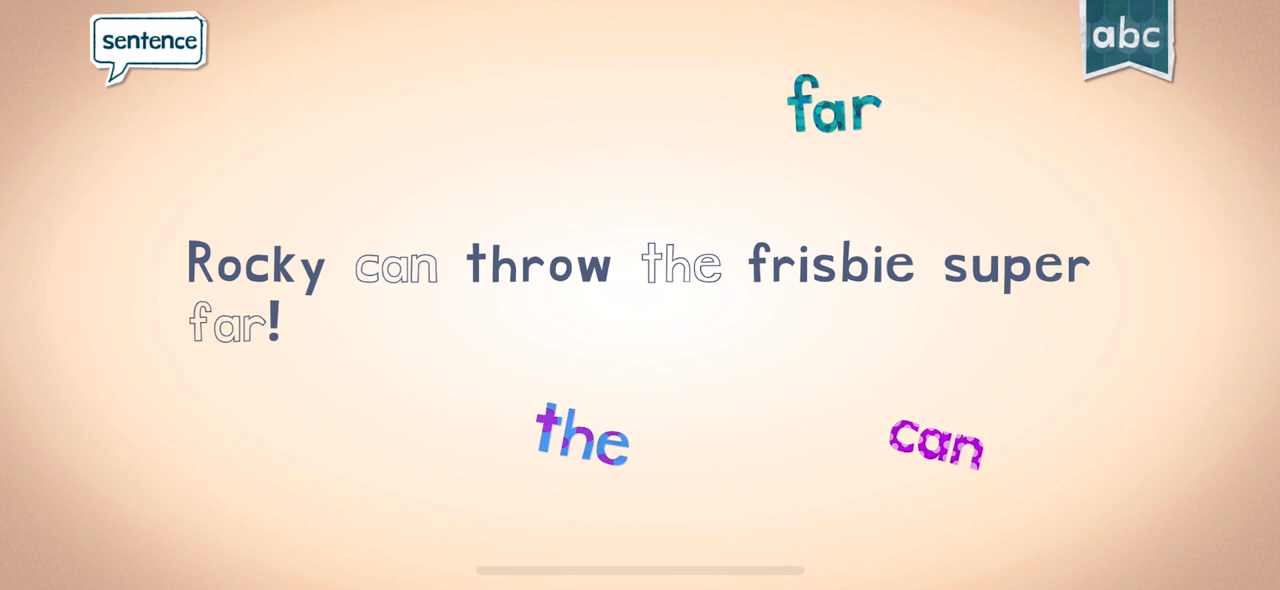 sentence
abc
far
Rocky can throw the frisbie super
far!
the
can